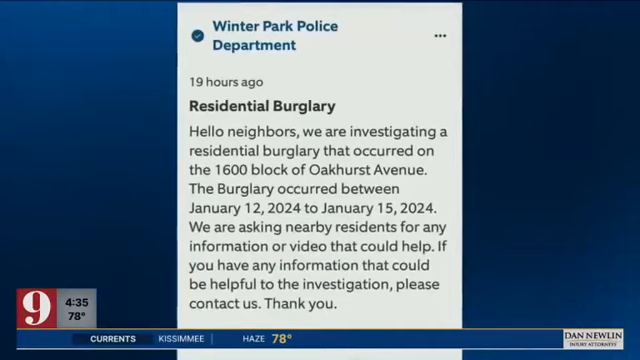 Winter Park Police
Department
19 hours ago
Residential Burglary
Hello neighbors, we are investigating a
residential burglary that occurred on
the 1600 block of Oakhurst Avenue.
The Burglary occurred between
January 12, 2024 to January 15, 2024.
We are asking nearby residents for any
information or video that could help. If
you have any information that could
be helpful to the investigation, please
contact us. Thank you.
9
4:35
78°
CURRENTS KISSIMMEE HAZE 78°
DAN NEWLIN
INJURY ATTORNEYS